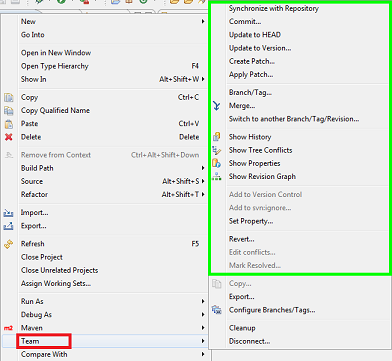 New
Go Into
Open in New Window
Open Type Hierarchy F4
Show In Alt+Shift+W
Copy Ctrl+C
Copy Qualified Name
Paste Ctrl+V
Delete Delete
Remove from Context Ctrl+Alt+Shift+Down
Build Path
Source Alt+Shift+S
Refactor Alt+Shift+T
Import...
Export...
Refresh F5
Close Project
Close Unrelated Projects
Assign Working Sets...
Run As
Debug As
m2 Maven
Team
Compare With
Synchronize with Repository
Commit...
Update to HEAD
Update to Version...
Create Patch...
Apply Patch...
Branch/Tag...
Merge...
Switch to another Branch/Tag/Revision...
Show History
Show Tree Conflicts
Show Properties
Show Revision Graph
Add to Version Control
Add to svn:ignore...
Set Property...
Revert...
Edit conflicts...
Mark Resolved...
Copy...
Export...
Configure Branches/Tags...
Cleanup
Disconnect...